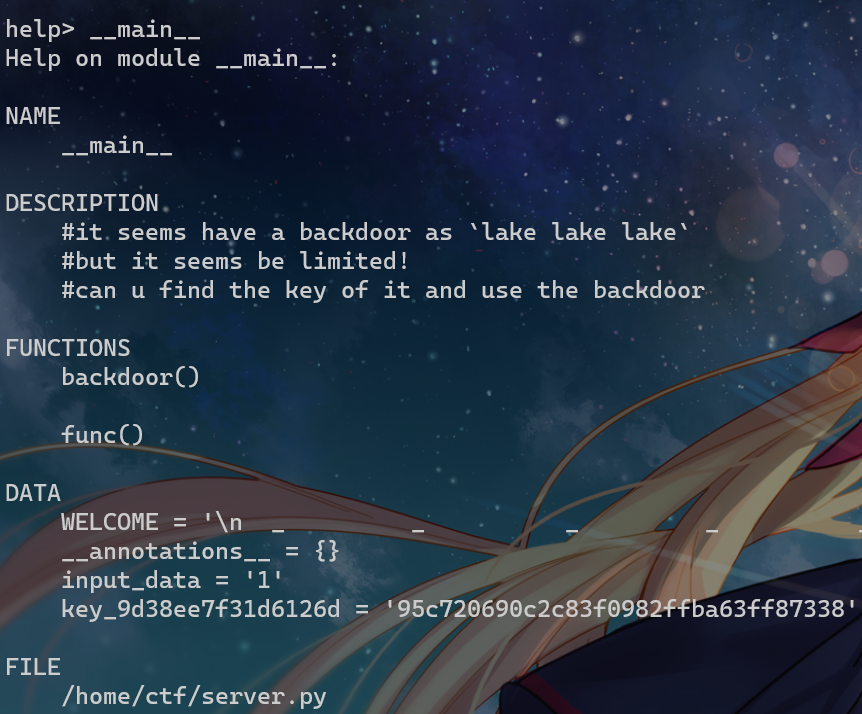 help> __main__
Help on module __main__:
NAME
__main__
DESCRIPTION
#it seems have a backdoor as `lake lake lake`
#but it seems be limited!
#can u find the key of it and use the backdoor
FUNCTIONS
backdoor()
func()
DATA
WELCOME = '\n  _         _          _         _          _
__annotations__ = {}
input_data = '1'
key_9d38ee7f31d6126d = '95c720690c2c83f0982ffba63ff87338'
FILE
/home/ctf/server.py